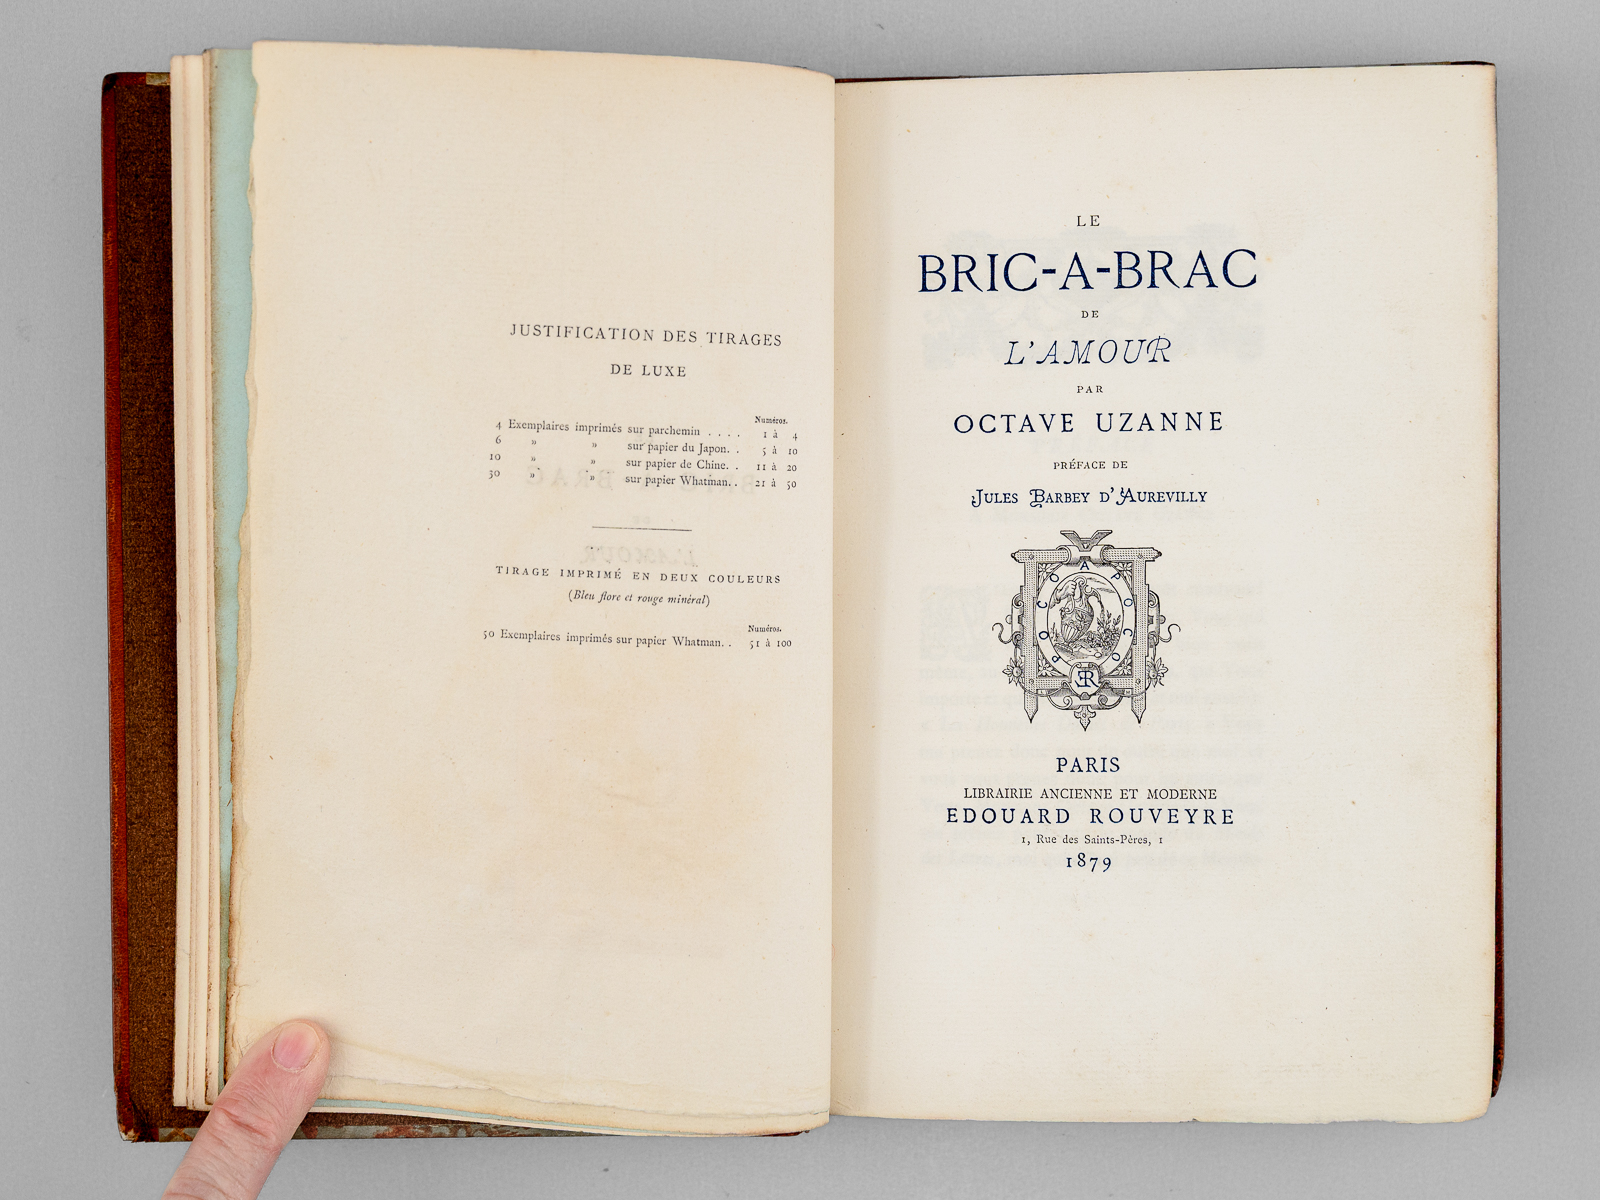 JUSTIFICATION DES TIRAGES
DE LUXE
Numéros.
4 Exemplaires imprimés sur parchemin . . . . 1 à 4
6 » » sur papier du Japon. . 5 à 10
10 » » sur papier de Chine. . 11 à 20
30 » » sur papier Whatman. . 21 à 50
TIRAGE IMPRIMÉ EN DEUX COULEURS
(Bleu flore et rouge minéral)
Numéros.
50 Exemplaires imprimés sur papier Whatman. . 51 à 100
LE
BRIC-A-BRAC
DE
L'AMOUR
PAR
OCTAVE UZANNE
PRÉFACE DE
JULES BARBEY D'AUREVILLY
POCO A POCO
ER
PARIS
LIBRAIRIE ANCIENNE ET MODERNE
EDOUARD ROUVEYRE
1, Rue des Saints-Pères, 1
1879